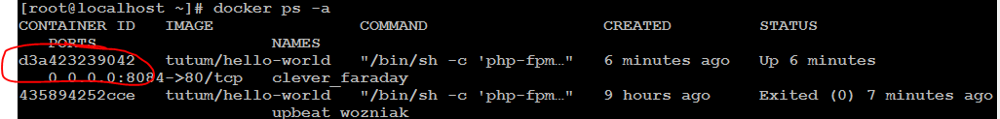 [root@localhost ~]# docker ps -a
CONTAINER ID   IMAGE               COMMAND                  CREATED         STATUS
   PORTS                  NAMES
d3a423239042   tutum/hello-world   "/bin/sh -c 'php-fpm…"   6 minutes ago   Up 6 minutes
   0.0.0.0:8084->80/tcp   clever_faraday
435894252cce   tutum/hello-world   "/bin/sh -c 'php-fpm…"   9 hours ago     Exited (0) 7 minutes ago
                          upbeat_wozniak